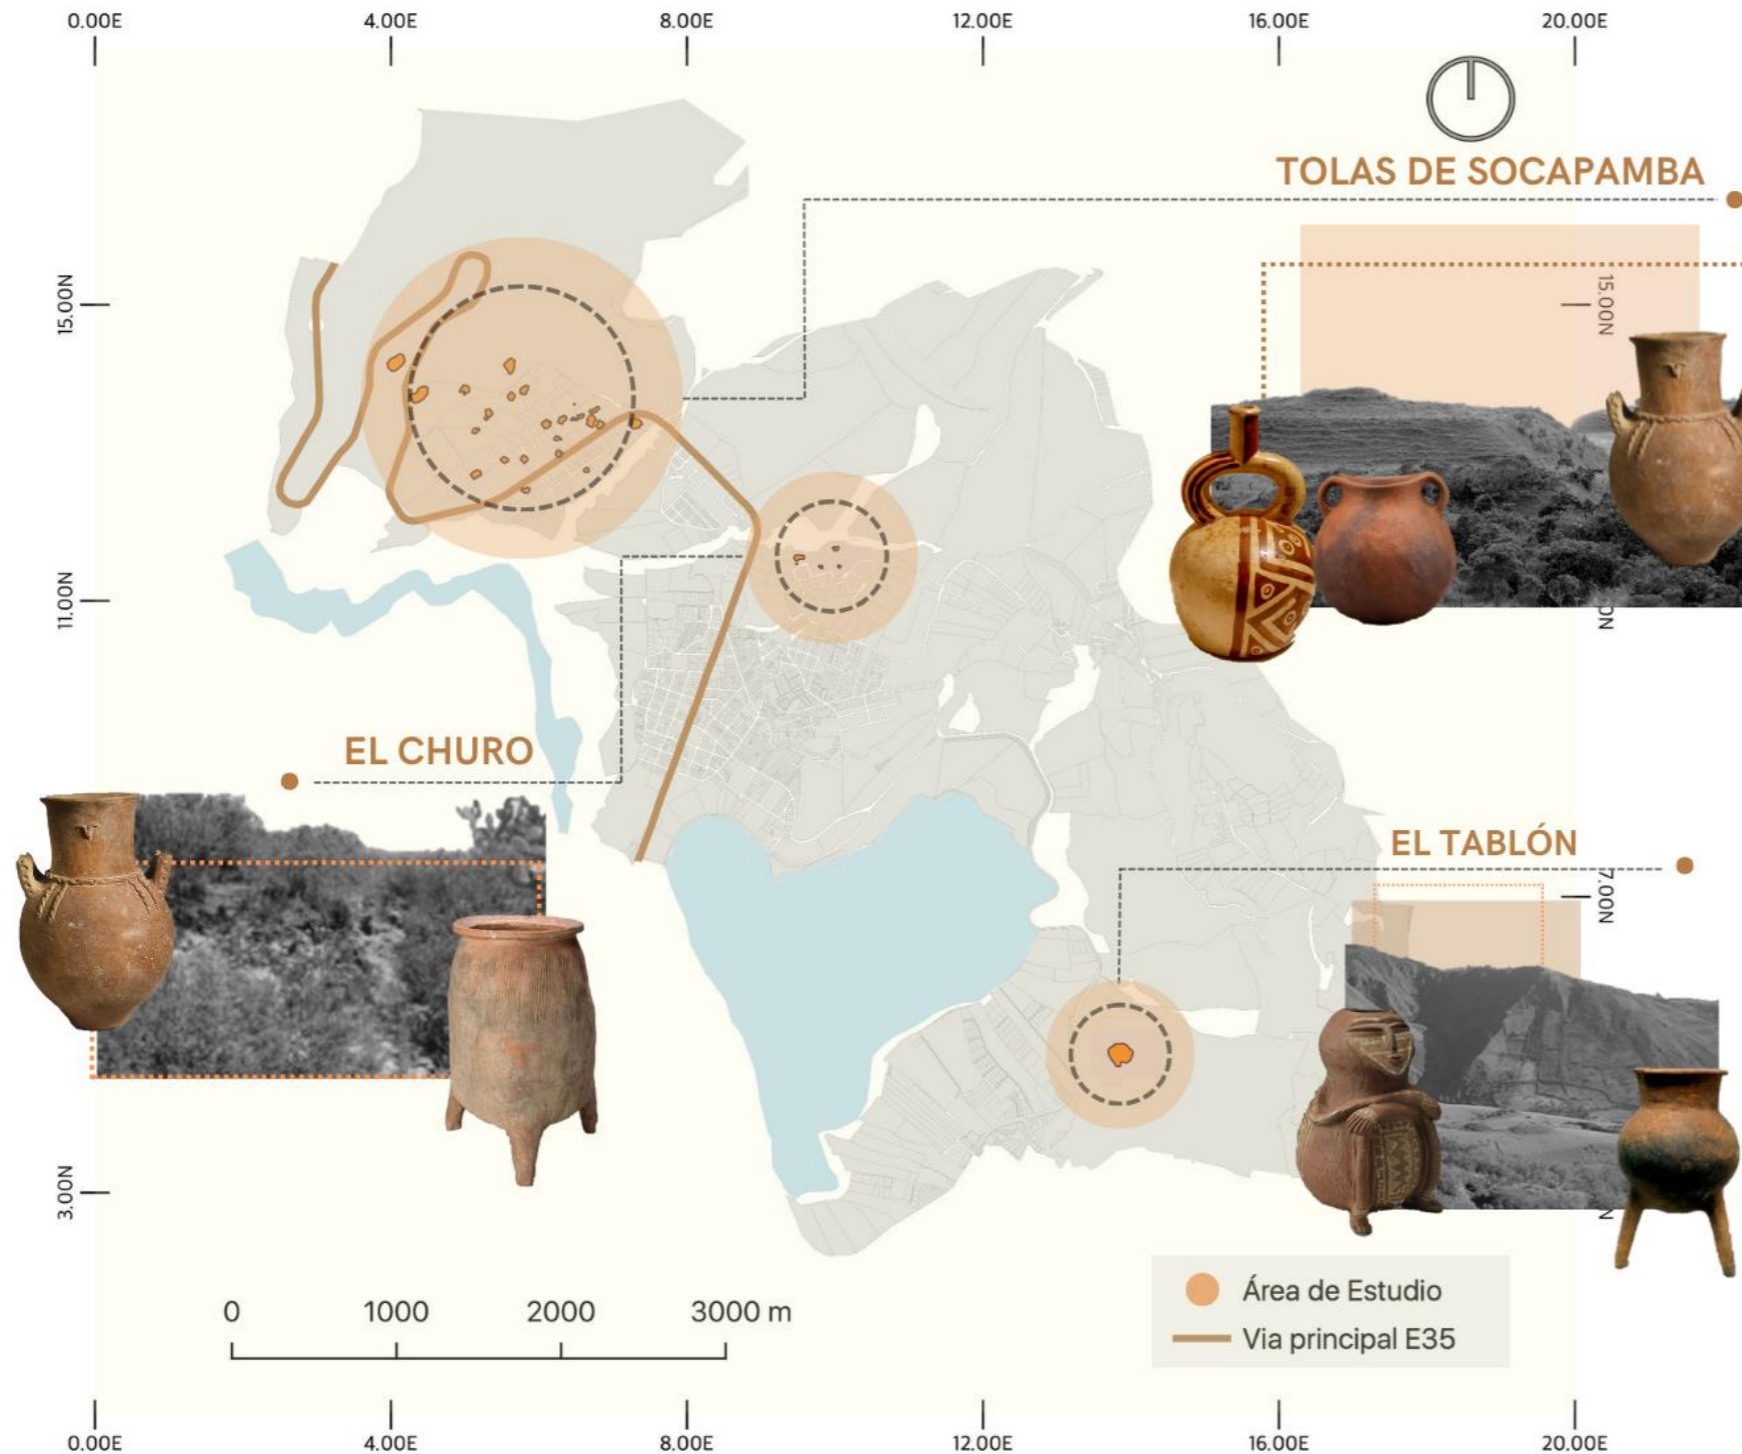 0.00E 4.00E 8.00E 12.00E 16.00E 20.00E
TOLAS DE SOCAPAMBA
15.00N
15.00N
11.00N
EL CHURO
EL TABLÓN
7.00N
3.00N
Área de Estudio
Via principal E35
0 1000 2000 3000 m
0.00E 4.00E 8.00E 12.00E 16.00E 20.00E